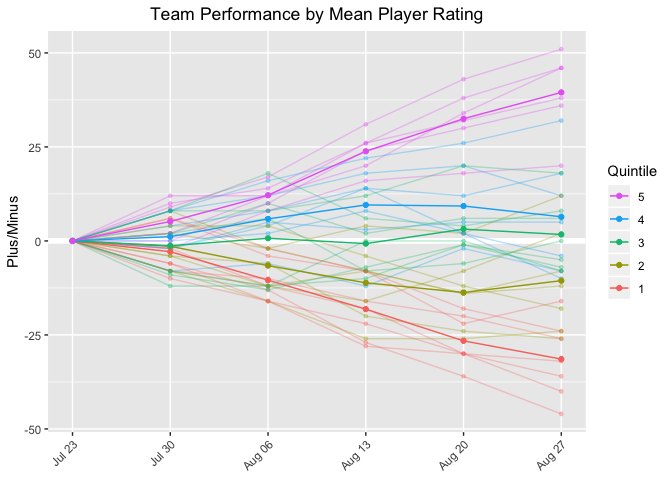 Team Performance by Mean Player Rating
Plus/Minus
50
25
0
-25
-50
Jul 23
Jul 30
Aug 06
Aug 13
Aug 20
Aug 27
Quintile
5
4
3
2
1